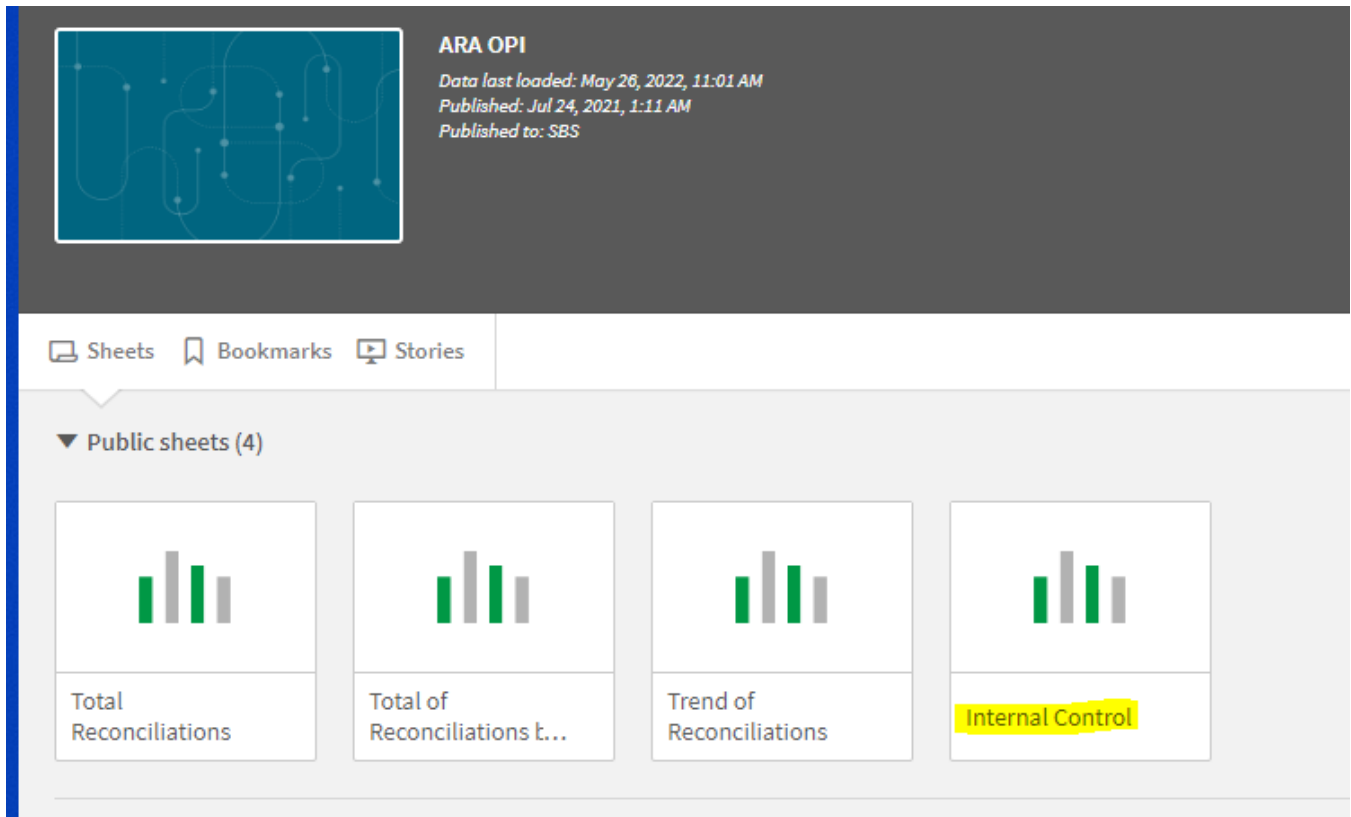 ARA OPI
Data last loaded: May 26, 2022, 11:01 AM
Published: Jul 24, 2021, 1:11 AM
Published to: SBS
Sheets Bookmarks Stories
Public sheets (4)
Total
Reconciliations
Total of
Reconciliations t...
Trend of
Reconciliations
Internal Control